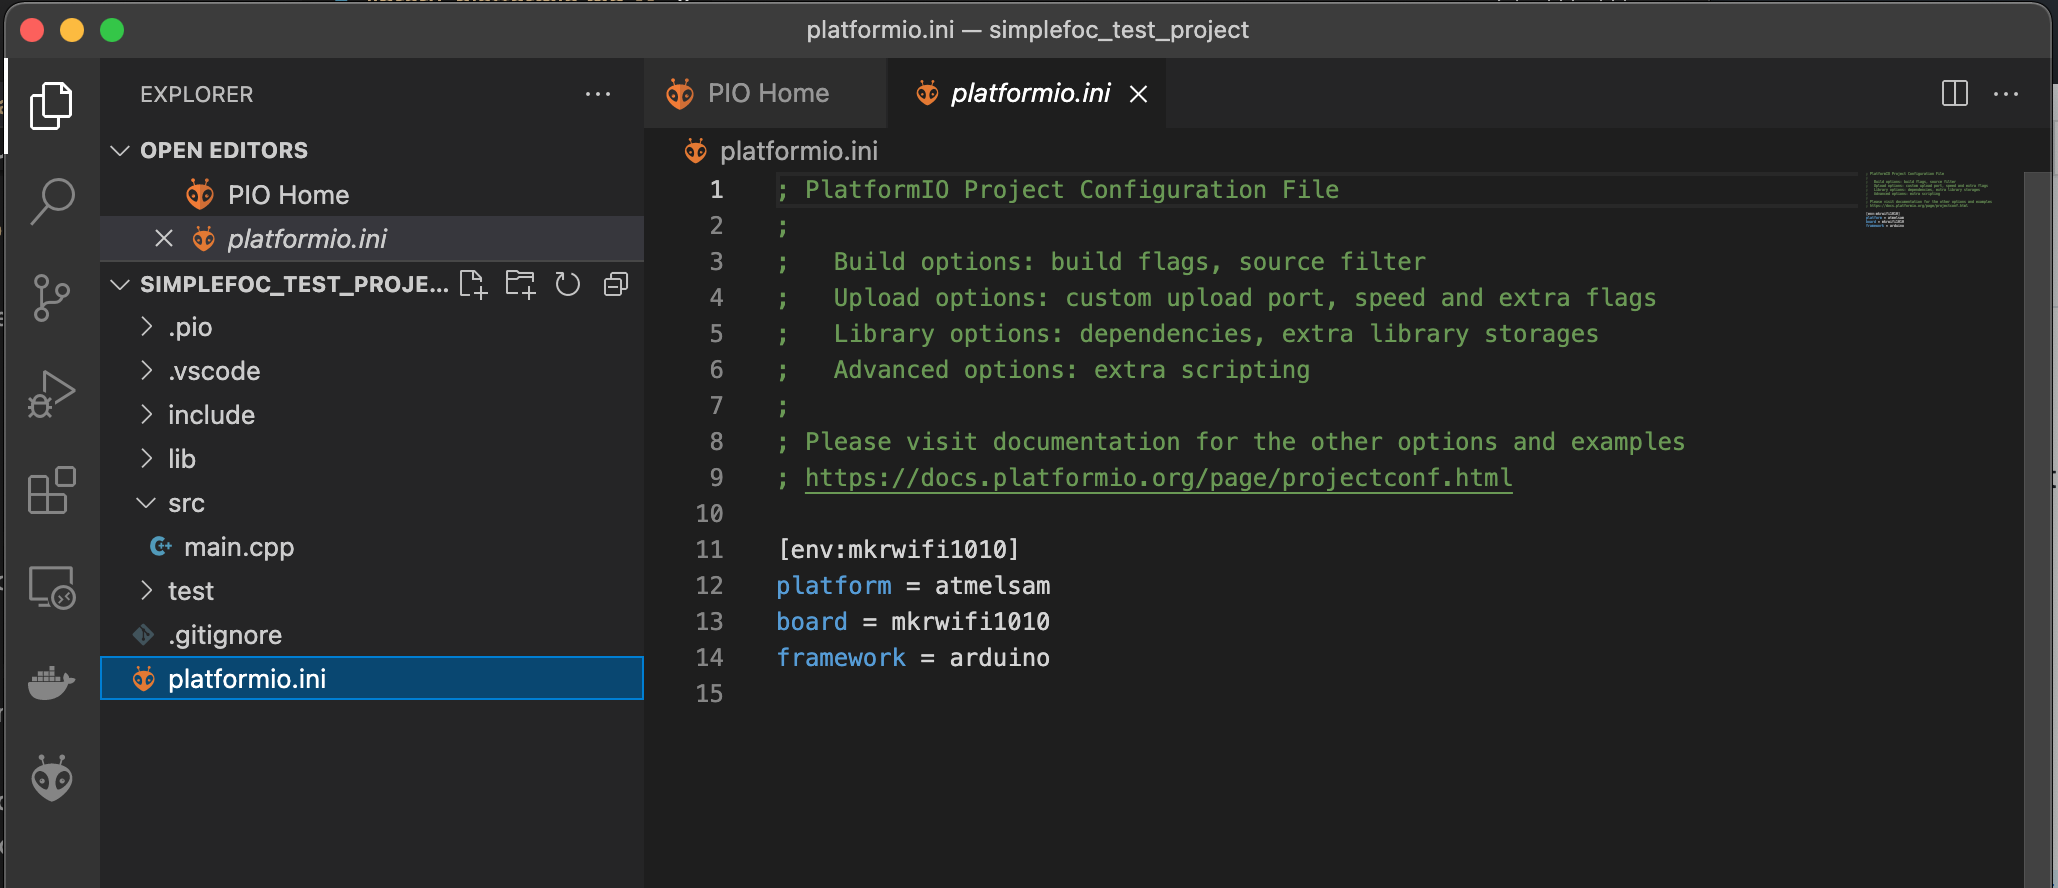 platformio.ini — simplefoc_test_project
EXPLORER
OPEN EDITORS
PIO Home
platformio.ini
SIMPLEFOC_TEST_PROJE...
.pio
.vscode
include
lib
src
main.cpp
test
.gitignore
platformio.ini
PIO Home
platformio.ini
platformio.ini
1 ; PlatformIO Project Configuration File
2 ;
3 ;   Build options: build flags, source filter
4 ;   Upload options: custom upload port, speed and extra flags
5 ;   Library options: dependencies, extra library storages
6 ;   Advanced options: extra scripting
7 ;
8 ; Please visit documentation for the other options and examples
9 ; https://docs.platformio.org/page/projectconf.html
10
11 [env:mkrwifi1010]
12 platform = atmelsam
13 board = mkrwifi1010
14 framework = arduino
15